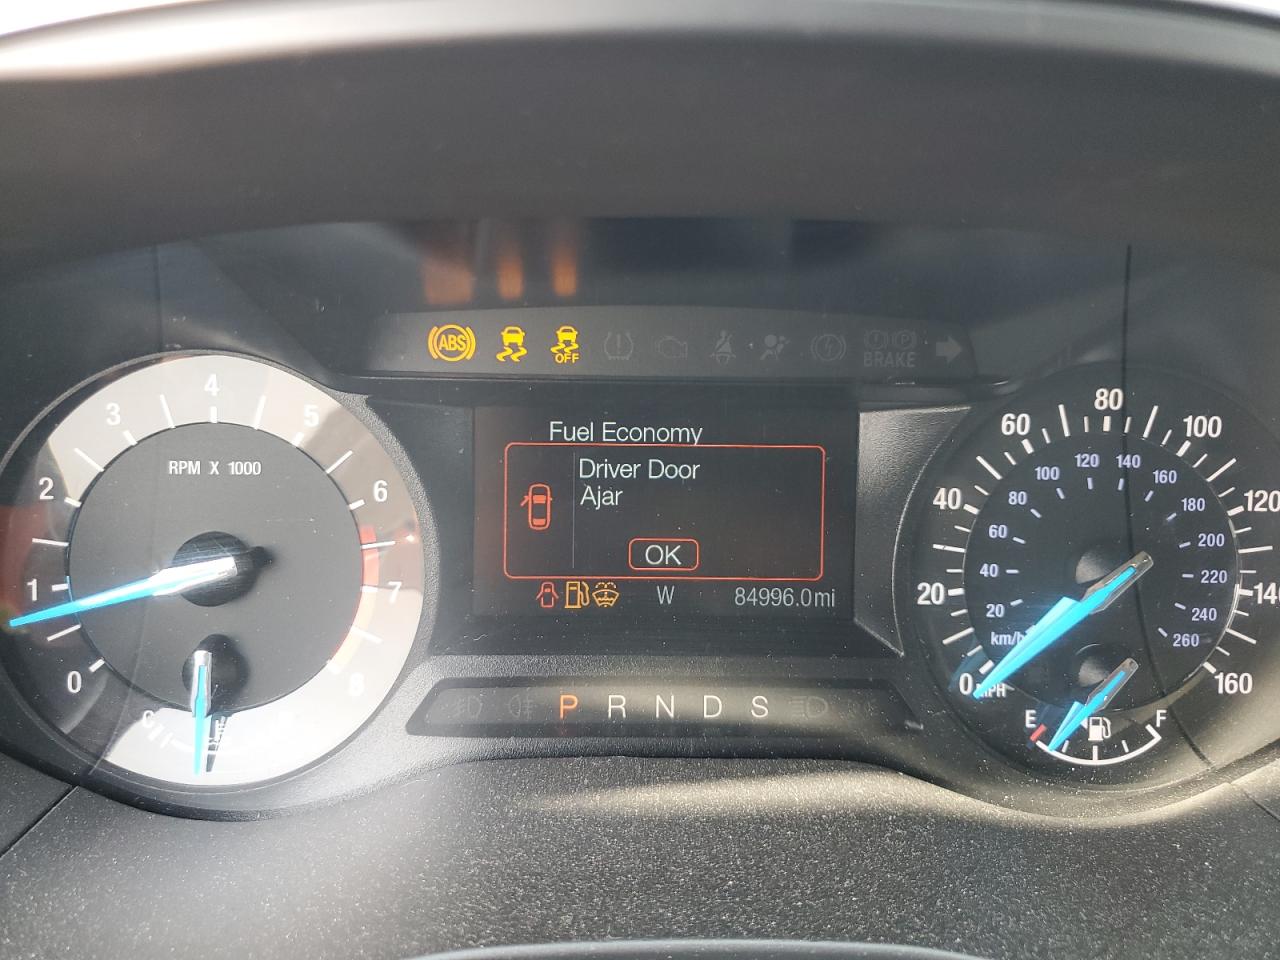 ABS
OFF
BRAKE
Fuel Economy
Driver Door
Ajar
OK
W 84996.0mi
P R N D S
0 1 2 3 4 5 6 7 8
RPM X 1000
C
0 20 40 60 80 100 120 140 160
MPH
20 40 60 80 100 120 140 160 180 200 220 240 260
km/h
E F